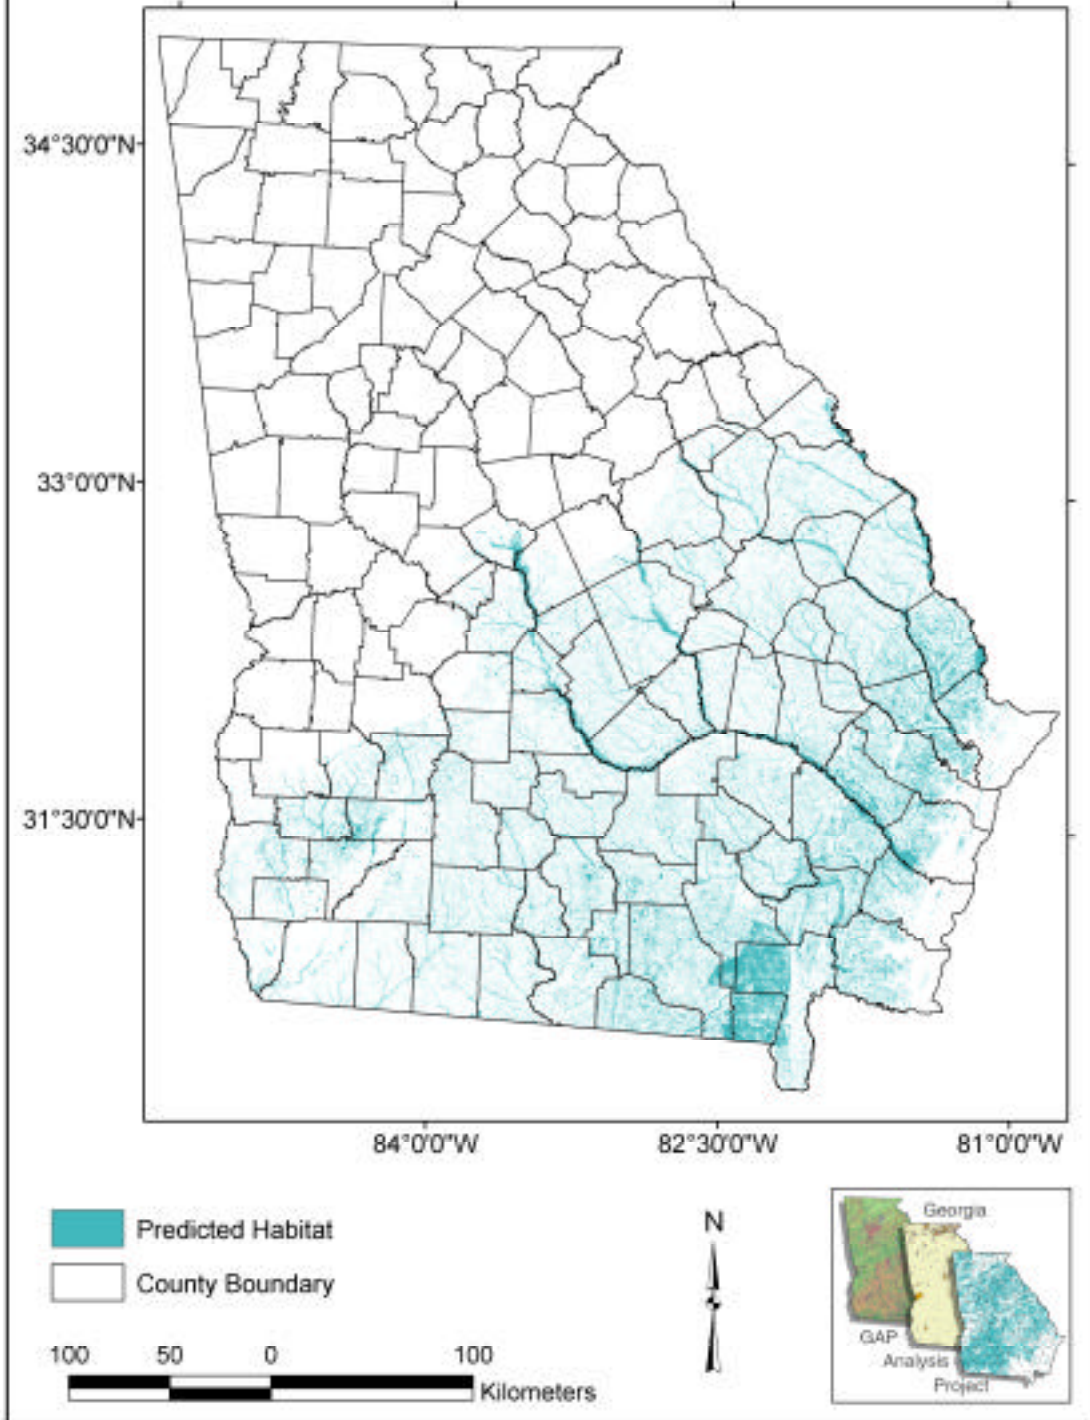 34°30'0"N
33°0'0"N
31°30'0"N
84°0'0"W 82°30'0"W 81°0'0"W
Predicted Habitat
County Boundary
100 50 0 100
Kilometers
N
Georgia
GAP
Analysis
Project